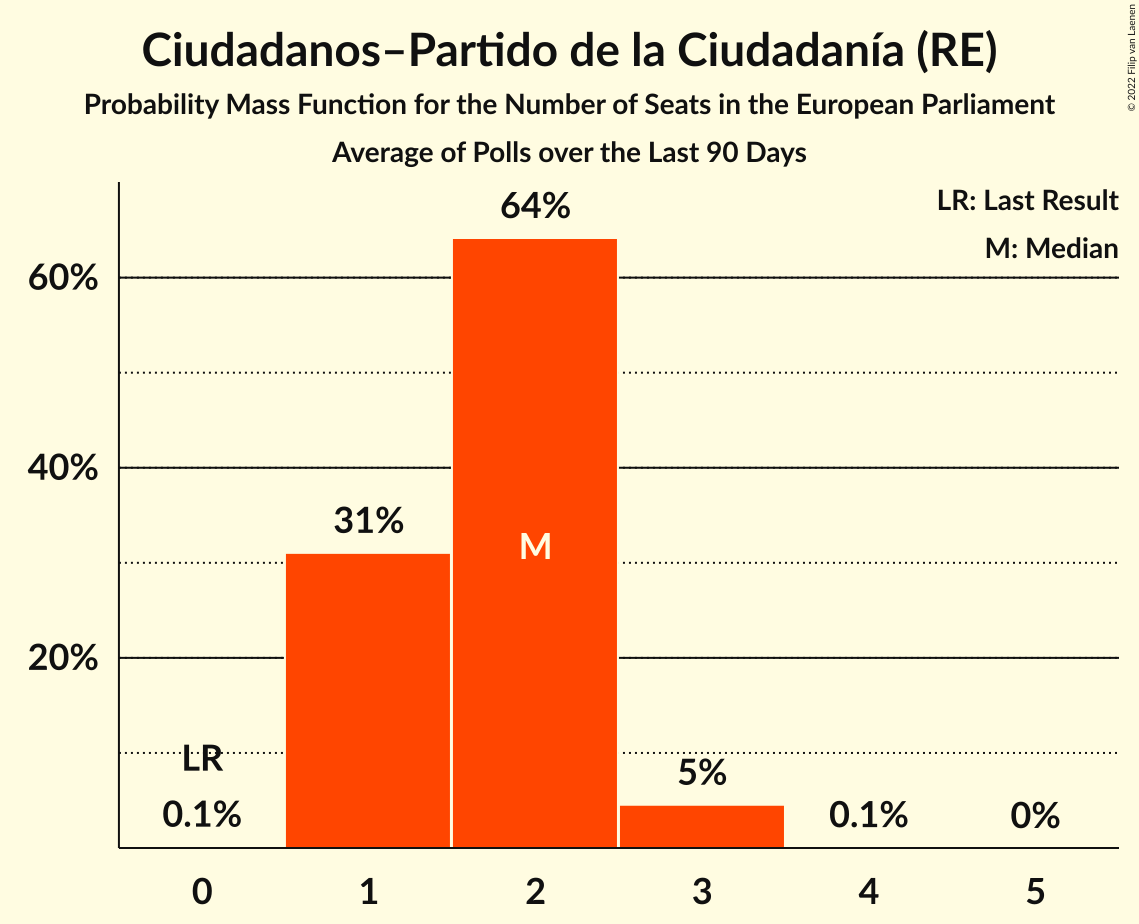 Ciudadanos–Partido de la Ciudadanía (RE)
Probability Mass Function for the Number of Seats in the European Parliament
Average of Polls over the Last 90 Days
© 2022 Filip van Laenen
LR: Last Result
M: Median
64%
60%
40%
31%
M
20%
LR
5%
0.1%
0.1%
0%
0 1 2 3 4 5